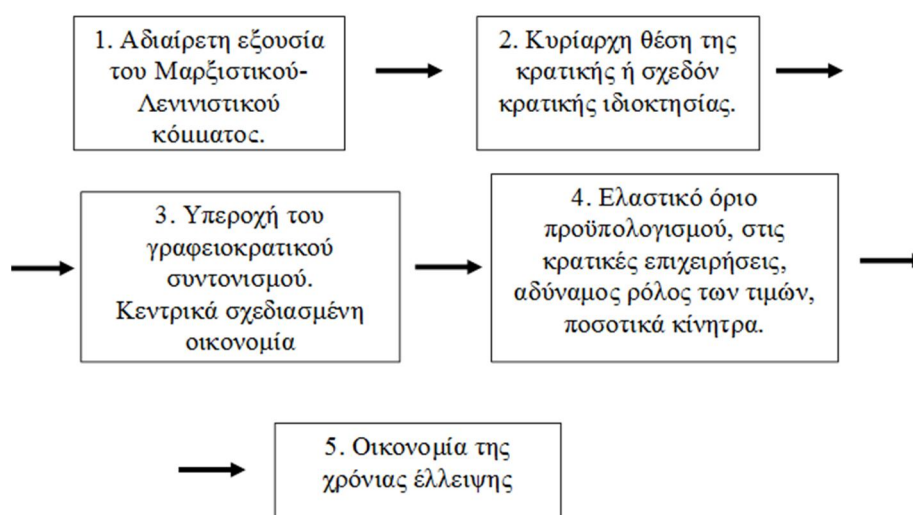 1. Αδιαίρετη εξουσία
του Μαρξιστικού-
Λενινιστικού
κόμματος.
2. Κυρίαρχη θέση της
κρατικής ή σχεδόν
κρατικής ιδιοκτησίας.
3. Υπεροχή του
γραφειοκρατικού
συντονισμού.
Κεντρικά σχεδιασμένη
οικονομία
4. Ελαστικό όριο
προϋπολογισμού, στις
κρατικές επιχειρήσεις,
αδύναμος ρόλος των τιμών,
ποσοτικά κίνητρα.
5. Οικονομία της
χρόνιας έλλειψης